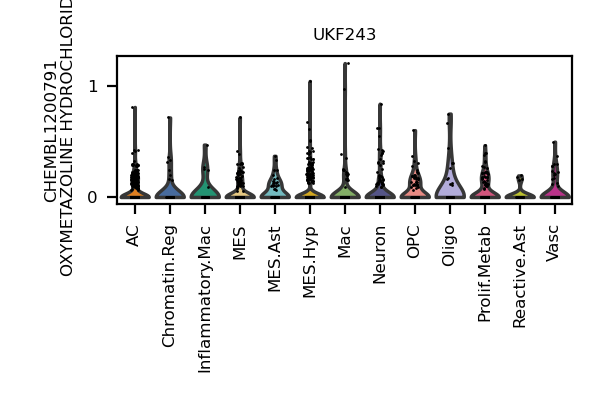 UKF243
CHEMBL1200791
OXYMETAZOLINE HYDROCHLORID
1
0
AC
Chromatin.Reg
Inflammatory.Mac
MES
MES.Ast
MES.Hyp
Mac
Neuron
OPC
Oligo
Prolif.Metab
Reactive.Ast
Vasc